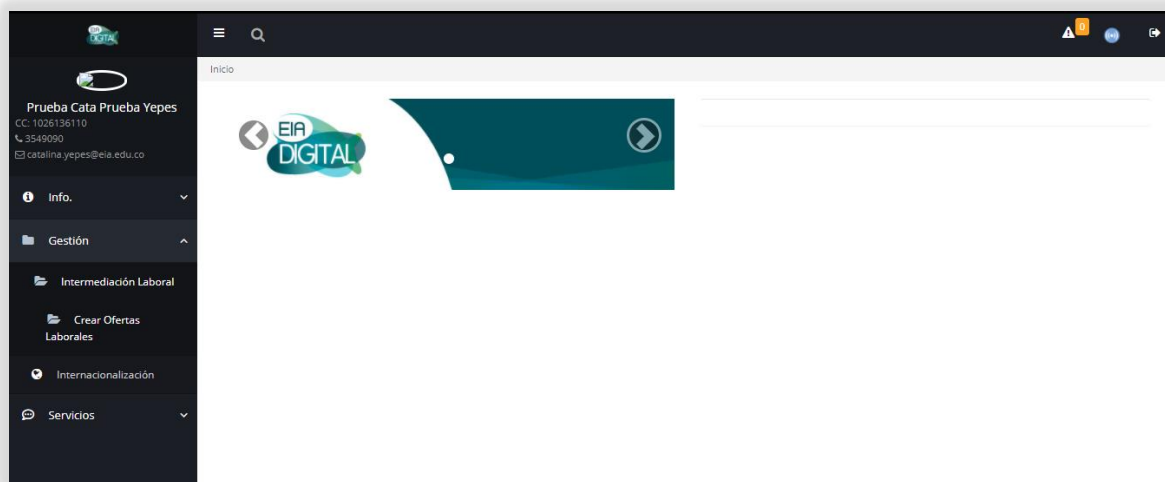 EIA DIGITAL
0
Prueba Cata Prueba Yepes
CC: 1026136110
3549090
catalina.yepes@eia.edu.co
Info.
Gestión
Intermediación Laboral
Crear Ofertas
Laborales
Internacionalización
Servicios
Inicio
EIA
DIGITAL